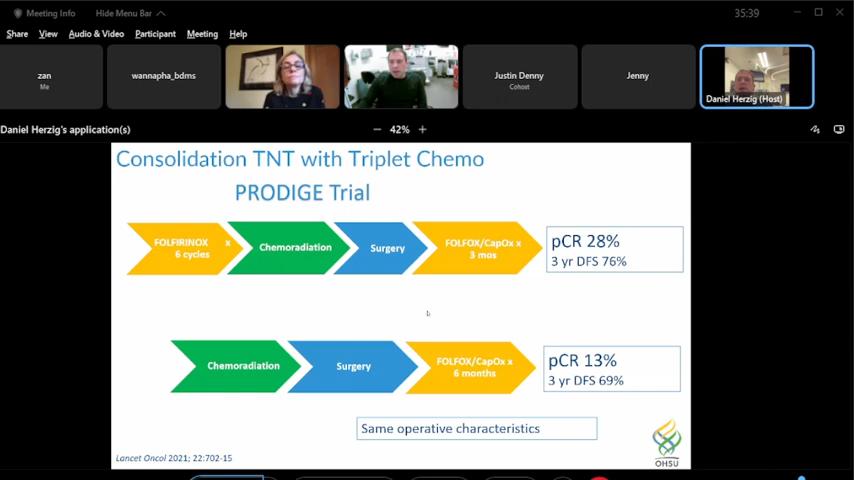 Meeting Info
Hide Menu Bar
35:39
Share
View
Audio & Video
Participant
Meeting
Help
zan
Me
wannapha_bdms
Justin Denny
Cohost
Jenny
Daniel Herzig (Host)
Daniel Herzig's application(s)
− 42% +
Consolidation TNT with Triplet Chemo
PRODIGE Trial
FOLFIRINOX x
6 cycles
Chemoradiation
Surgery
FOLFOX/CapOx x
3 mos
pCR 28%
3 yr DFS 76%
Chemoradiation
Surgery
FOLFOX/CapOx x
6 months
pCR 13%
3 yr DFS 69%
Same operative characteristics
Lancet Oncol 2021; 22:702-15
OHSU